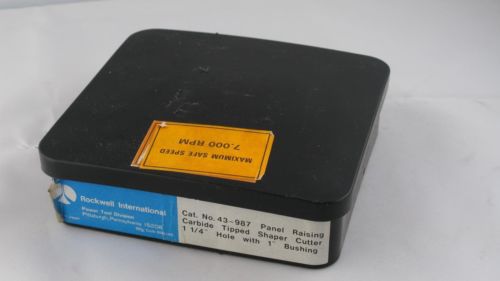 MAXIMUM SAFE SPEED
7,000 RPM
Rockwell International
Power Tool Division
Pittsburgh, Pennsylvania 15208
Cat. No. 43-987 Panel Raising
Carbide Tipped Shaper Cutter
1 1/4" Hole with 1" Bushing